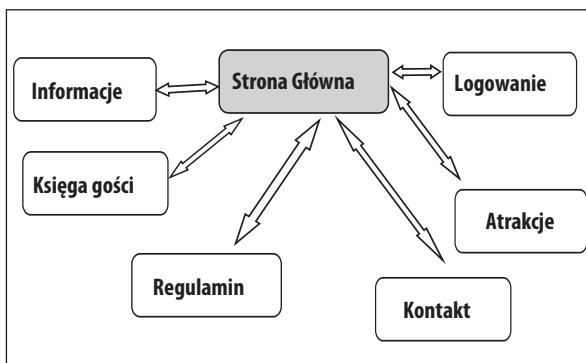 Strona Główna
Logowanie
Informacje
Księga gości
Atrakcje
Regulamin
Kontakt